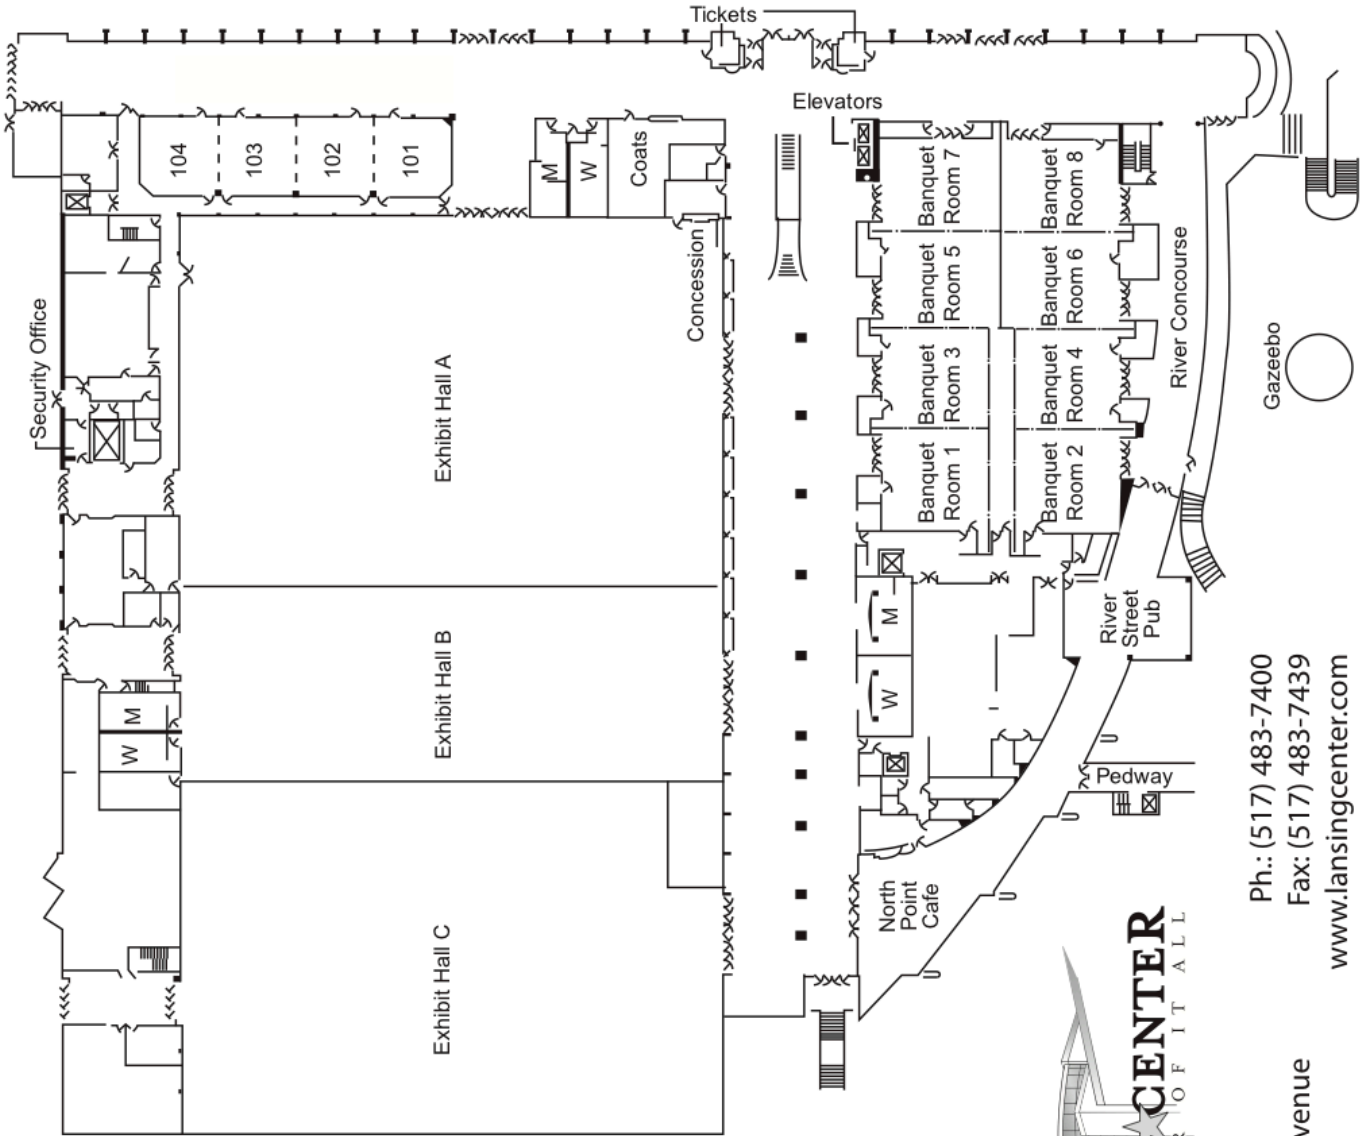 Tickets
Elevators
104
103
102
101
M
W
Coats
Banquet
Room 7
Banquet
Room 8
Concession
Banquet
Room 5
Banquet
Room 6
River Concourse
Security Office
Exhibit Hall A
Banquet
Room 3
Banquet
Room 4
Gazeebo
Banquet
Room 1
Banquet
Room 2
M
River
Street
Pub
Exhibit Hall B
W
M
W
Pedway
North
Point
Cafe
Exhibit Hall C
Ph.: (517) 483-7400
Fax: (517) 483-7439
www.lansingcenter.com
CENTER
OF IT ALL
venue